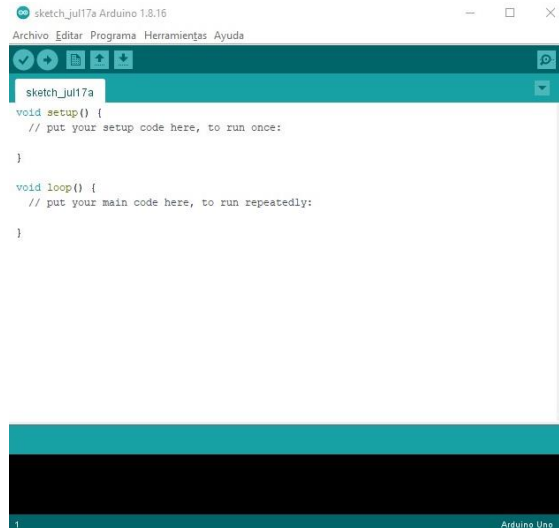 sketch_jul17a Arduino 1.8.16
Archivo Editar Programa Herramientas Ayuda
sketch_jul17a
void setup() {
  // put your setup code here, to run once:
}
void loop() {
  // put your main code here, to run repeatedly:
}
1 Arduino Uno